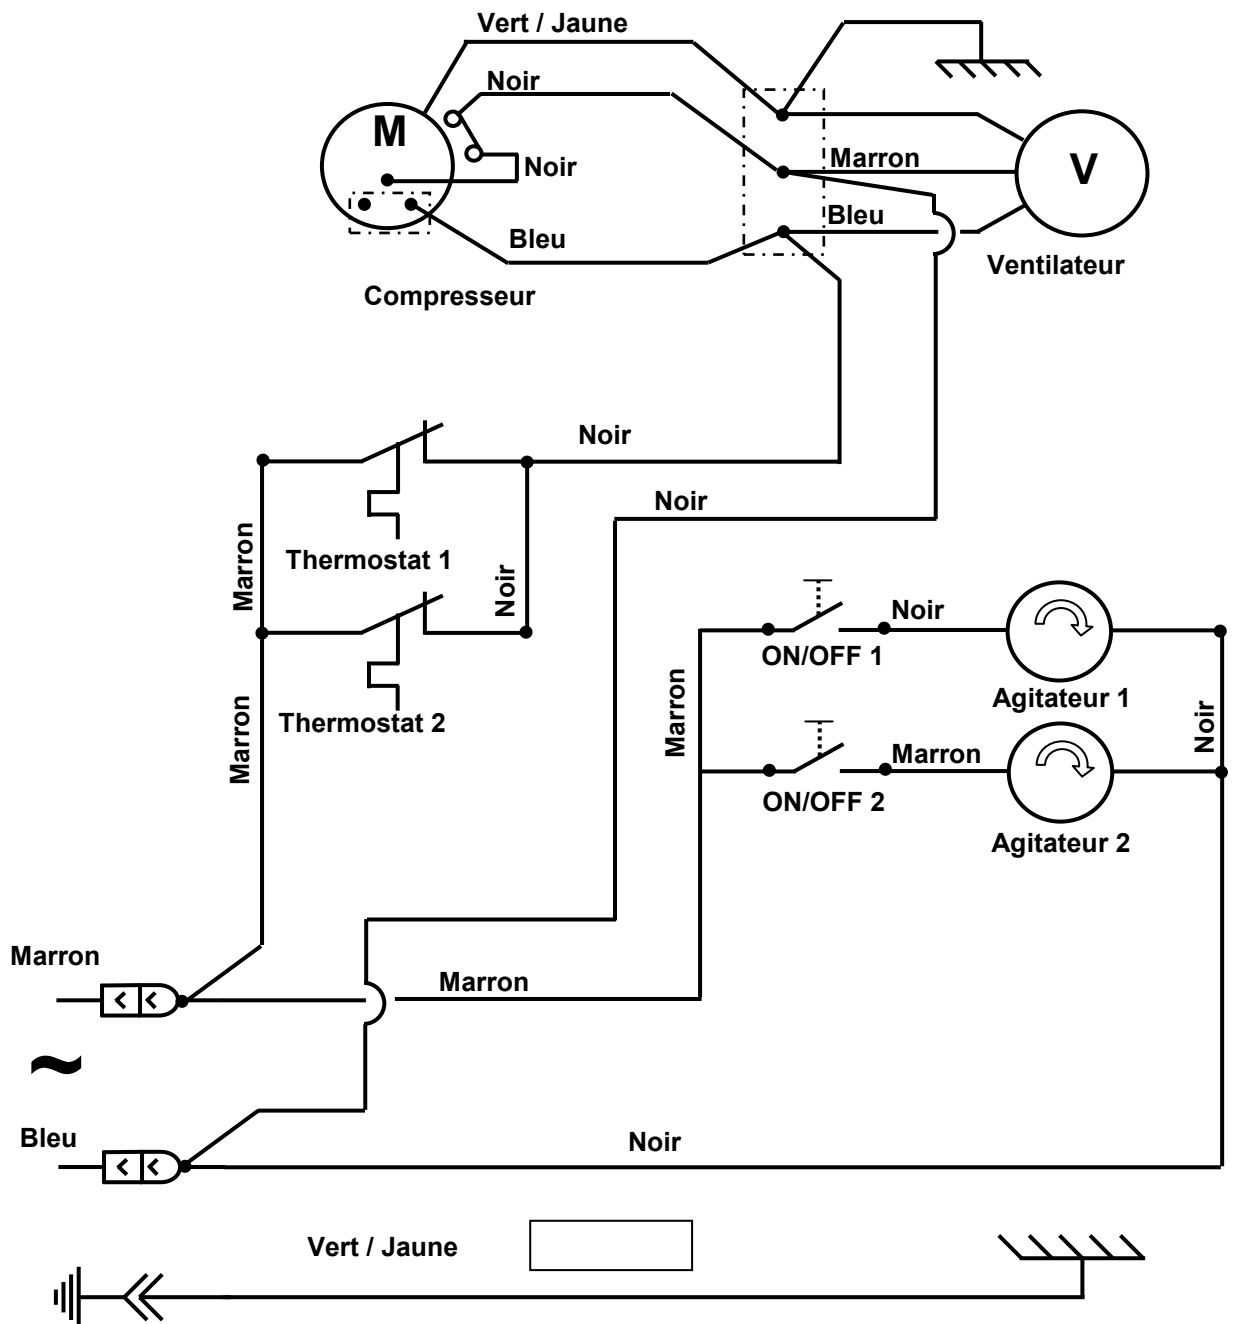 Vert / Jaune
Noir
M
Marron
V
Noir
Bleu
Bleu
Ventilateur
Compresseur
Noir
Noir
Marron
Thermostat 1
Noir
Noir
ON/OFF 1
Marron
Agitateur 1
Noir
Marron
Thermostat 2
Marron
ON/OFF 2
Agitateur 2
Marron
Marron
~
Bleu
Noir
Vert / Jaune